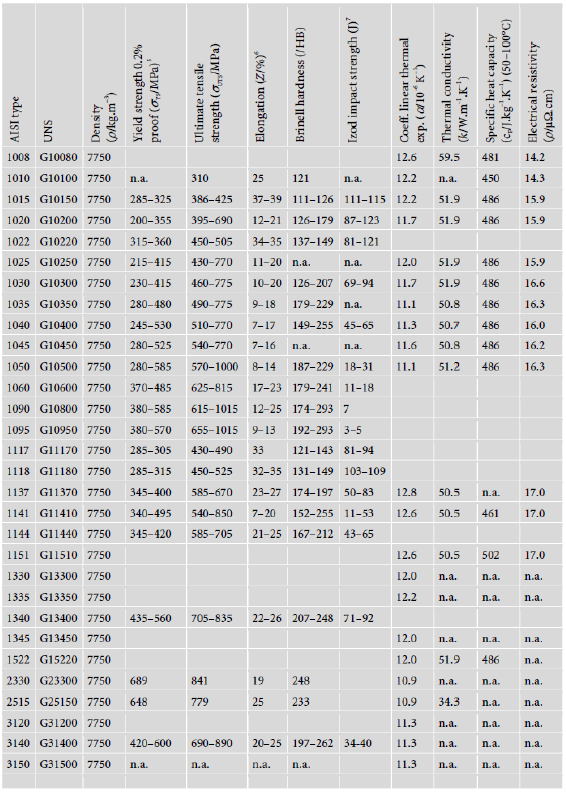 AISI type UNS Density (ρ/kg.m⁻³) Yield strength 0.2% proof (σYS/MPa)⁵ Ultimate tensile strength (σUTS/MPa) Elongation (Z/%)⁶ Brinell hardness (/HB) Izod impact strength (J)⁷ Coeff. linear thermal exp. (α/10⁻⁶ K⁻¹) Thermal conductivity (k/W.m⁻¹.K⁻¹) Specific heat capacity (cp/J.kg⁻¹.K⁻¹) (50–100°C) Electrical resistivity (ρ/μΩ.cm)
1008 G10080 7750 12.6 59.5 481 14.2
1010 G10100 7750 n.a. 310 25 121 n.a. 12.2 n.a. 450 14.3
1015 G10150 7750 285–325 386–425 37–39 111–126 111–115 12.2 51.9 486 15.9
1020 G10200 7750 200–355 395–690 12–21 126–179 87–123 11.7 51.9 486 15.9
1022 G10220 7750 315–360 450–505 34–35 137–149 81–121
1025 G10250 7750 215–415 430–770 11–20 n.a. n.a. 12.0 51.9 486 15.9
1030 G10300 7750 230–415 460–775 10–20 126–207 69–94 11.7 51.9 486 16.6
1035 G10350 7750 280–480 490–775 9–18 179–229 n.a. 11.1 50.8 486 16.3
1040 G10400 7750 245–530 510–770 7–17 149–255 45–65 11.3 50.7 486 16.0
1045 G10450 7750 280–525 540–770 7–16 n.a. n.a. 11.6 50.8 486 16.2
1050 G10500 7750 280–585 570–1000 8–14 187–229 18–31 11.1 51.2 486 16.3
1060 G10600 7750 370–485 625–815 17–23 179–241 11–18
1090 G10800 7750 380–585 615–1015 12–25 174–293 7
1095 G10950 7750 380–570 655–1015 9–13 192–293 3–5
1117 G11170 7750 285–305 430–490 33 121–143 81–94
1118 G11180 7750 285–315 450–525 32–35 131–149 103–109
1137 G11370 7750 345–400 585–670 23–27 174–197 50–83 12.8 50.5 n.a. 17.0
1141 G11410 7750 340–495 540–850 7–20 152–255 11–53 12.6 50.5 461 17.0
1144 G11440 7750 345–420 585–705 21–25 167–212 43–65
1151 G11510 7750 12.6 50.5 502 17.0
1330 G13300 7750 12.0 n.a. n.a. n.a.
1335 G13350 7750 12.2 n.a. n.a. n.a.
1340 G13400 7750 435–560 705–835 22–26 207–248 71–92
1345 G13450 7750 12.0 n.a. n.a. n.a.
1522 G15220 7750 12.0 51.9 486 n.a.
2330 G23300 7750 689 841 19 248 10.9 n.a. n.a. n.a.
2515 G25150 7750 648 779 25 233 10.9 34.3 n.a. n.a.
3120 G31200 7750 11.3 n.a. n.a. n.a.
3140 G31400 7750 420–600 690–890 20–25 197–262 34-40 11.3 n.a. n.a. n.a.
3150 G31500 7750 n.a. n.a. n.a. n.a. 11.3 n.a. n.a. n.a.